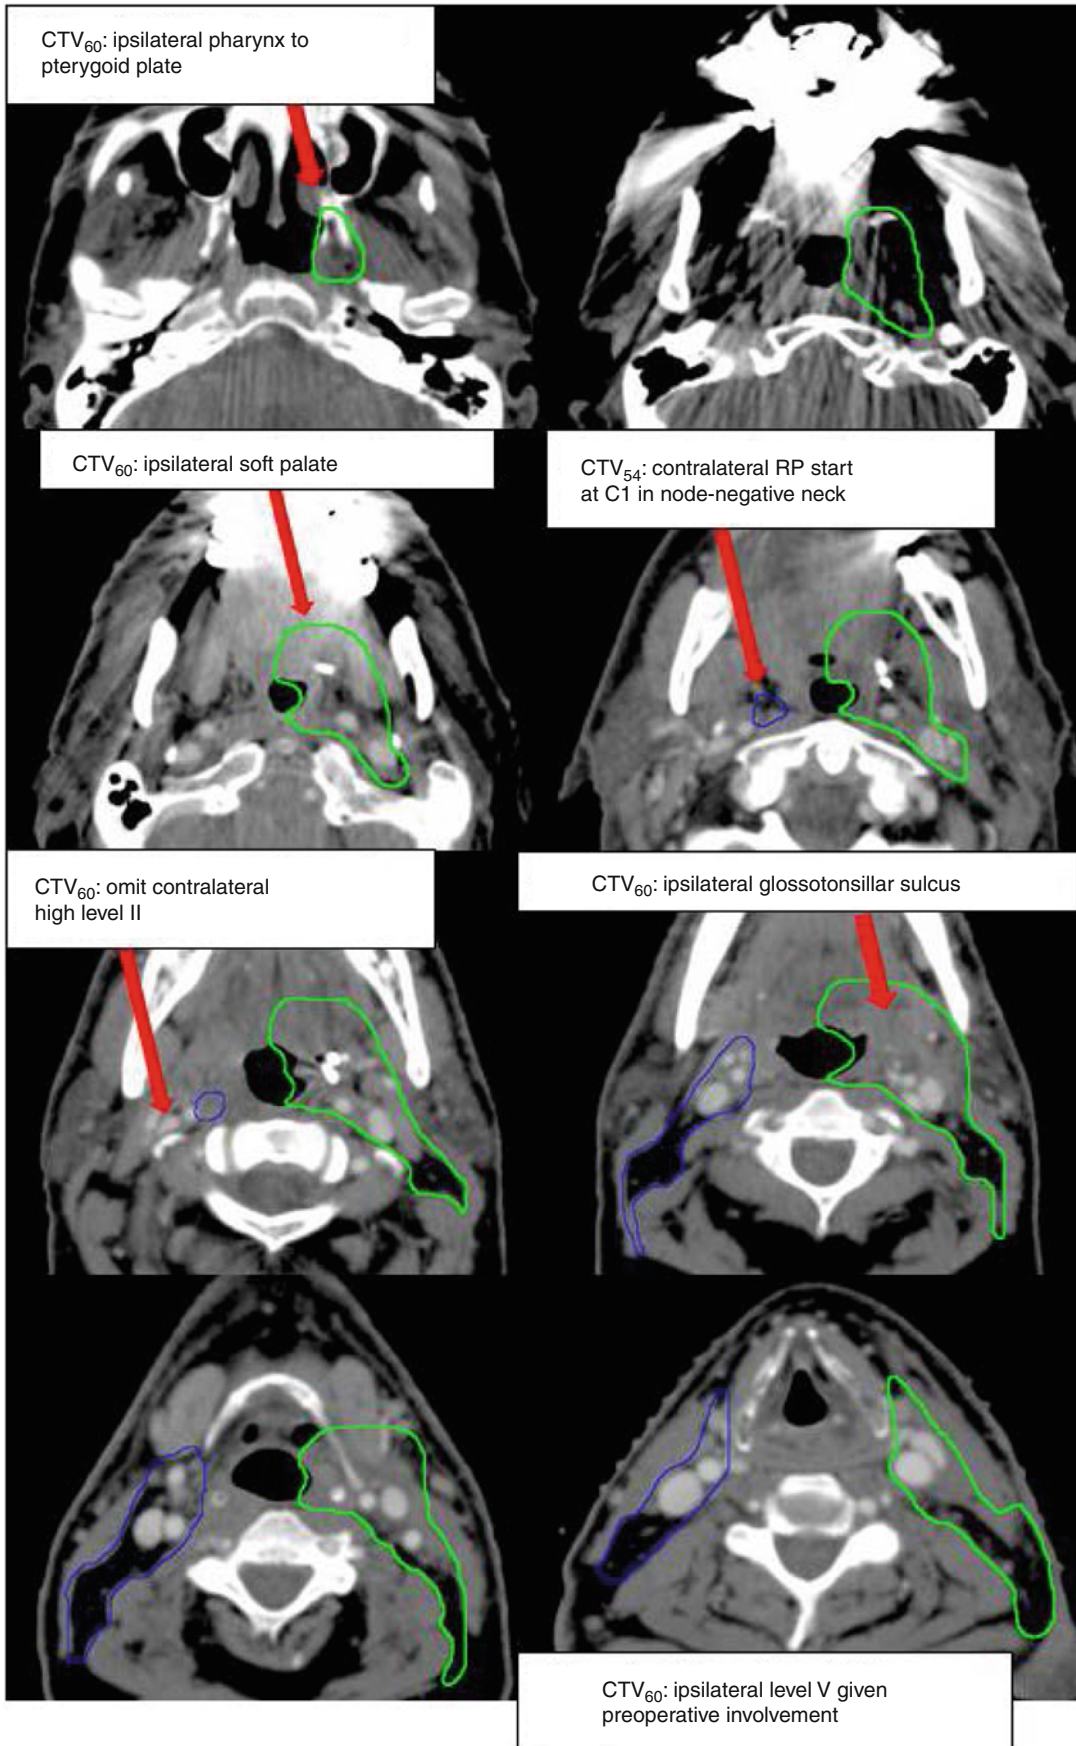 CTV60: ipsilateral pharynx to
pterygoid plate
CTV60: ipsilateral soft palate
CTV54: contralateral RP start
at C1 in node-negative neck
CTV60: omit contralateral
high level II
CTV60: ipsilateral glossotonsillar sulcus
CTV60: ipsilateral level V given
preoperative involvement